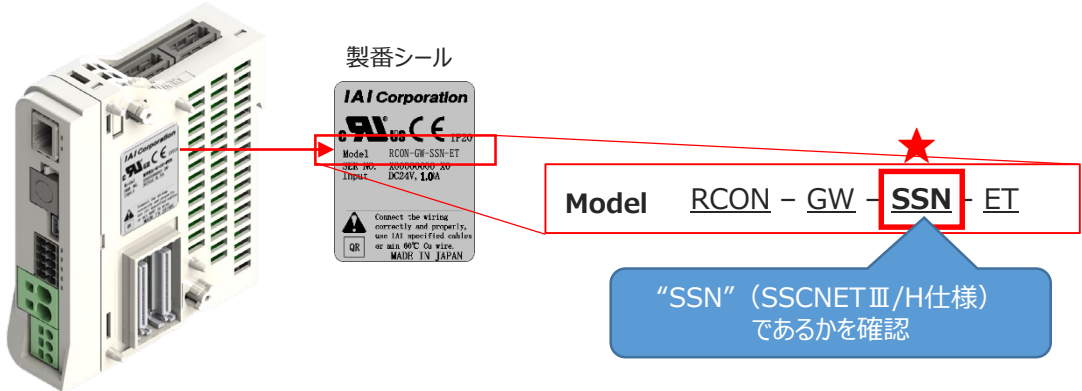 製番シール
IAI Corporation
c RU US CE IP20
Model RCON-GW-SSN-ET
SER NO. X00000000 X0
Input DC24V, 1.0A
Connect the wiring
correctly and properly,
use IAI specified cables
or min 60℃ Cu wire.
QR
MADE IN JAPAN
Model RCON – GW – SSN - ET
“SSN”（SSCNETⅢ/H仕様）
であるかを確認
IAI Corporation